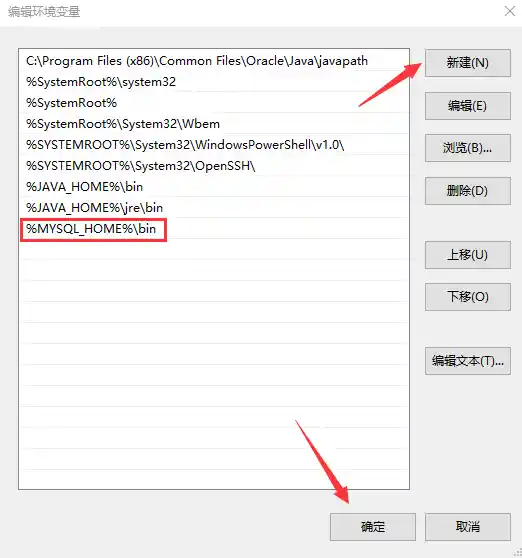 编辑环境变量
C:\Program Files (x86)\Common Files\Oracle\Java\javapath
%SystemRoot%\system32
%SystemRoot%
%SystemRoot%\System32\Wbem
%SYSTEMROOT%\System32\WindowsPowerShell\v1.0\
%SYSTEMROOT%\System32\OpenSSH\
%JAVA_HOME%\bin
%JAVA_HOME%\jre\bin
%MYSQL_HOME%\bin
新建(N)
编辑(E)
浏览(B)...
删除(D)
上移(U)
下移(O)
编辑文本(T)...
确定
取消